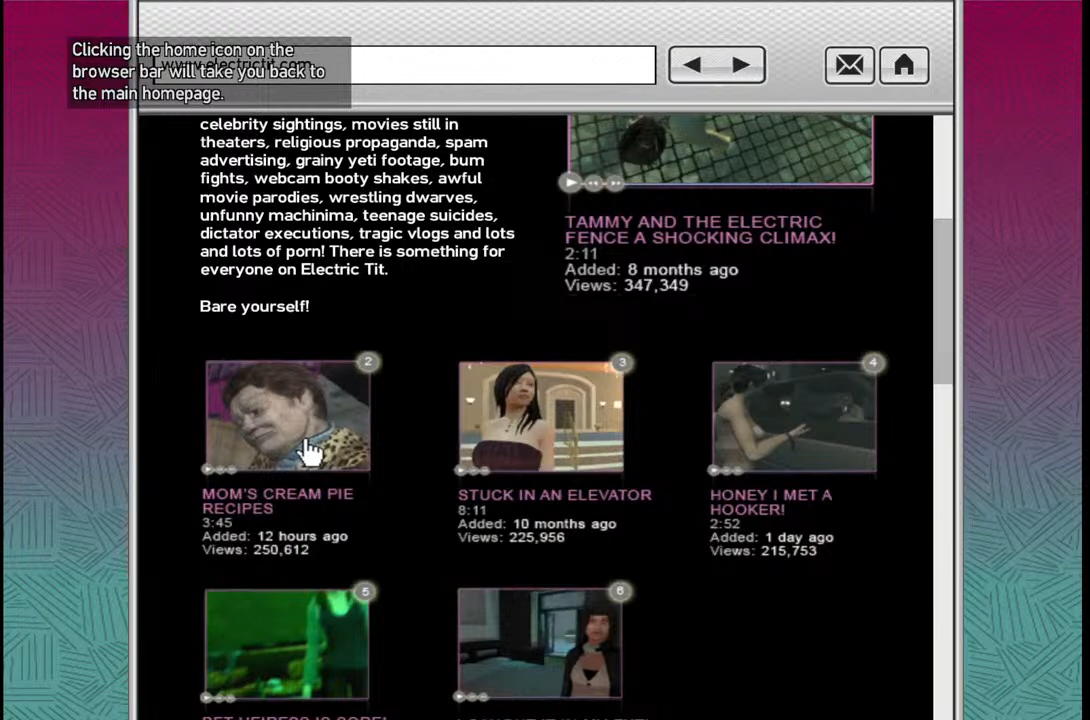 Clicking the home icon on the
www.electrictit.com
browser bar will take you back to
the main homepage.
celebrity sightings, movies still in
theaters, religious propaganda, spam
advertising, grainy yeti footage, bum
fights, webcam booty shakes, awful
movie parodies, wrestling dwarves,
unfunny machinima, teenage suicides,
dictator executions, tragic vlogs and lots
and lots of porn! There is something for
everyone on Electric Tit.
Bare yourself!
TAMMY AND THE ELECTRIC
FENCE A SHOCKING CLIMAX!
2:11
Added: 8 months ago
Views: 347,349
2
MOM'S CREAM PIE
RECIPES
3:45
Added: 12 hours ago
Views: 250,612
3
STUCK IN AN ELEVATOR
8:11
Added: 10 months ago
Views: 225,956
4
HONEY I MET A
HOOKER!
2:52
Added: 1 day ago
Views: 215,753
5
6